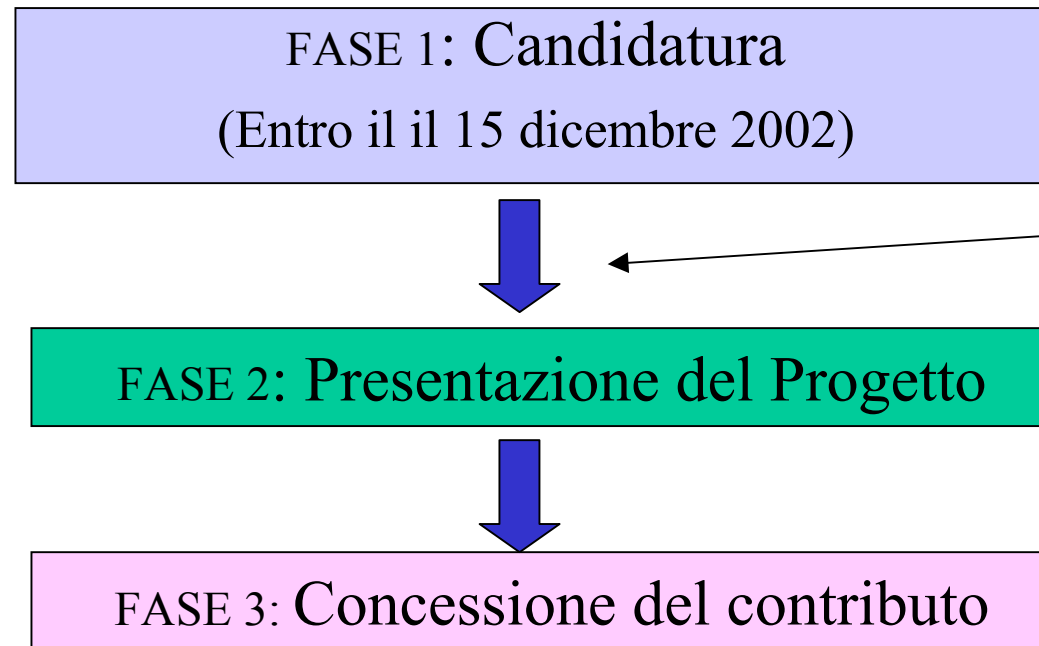 FASE 1: Candidatura
(Entro il il 15 dicembre 2002)
FASE 2: Presentazione del Progetto
FASE 3: Concessione del contributo